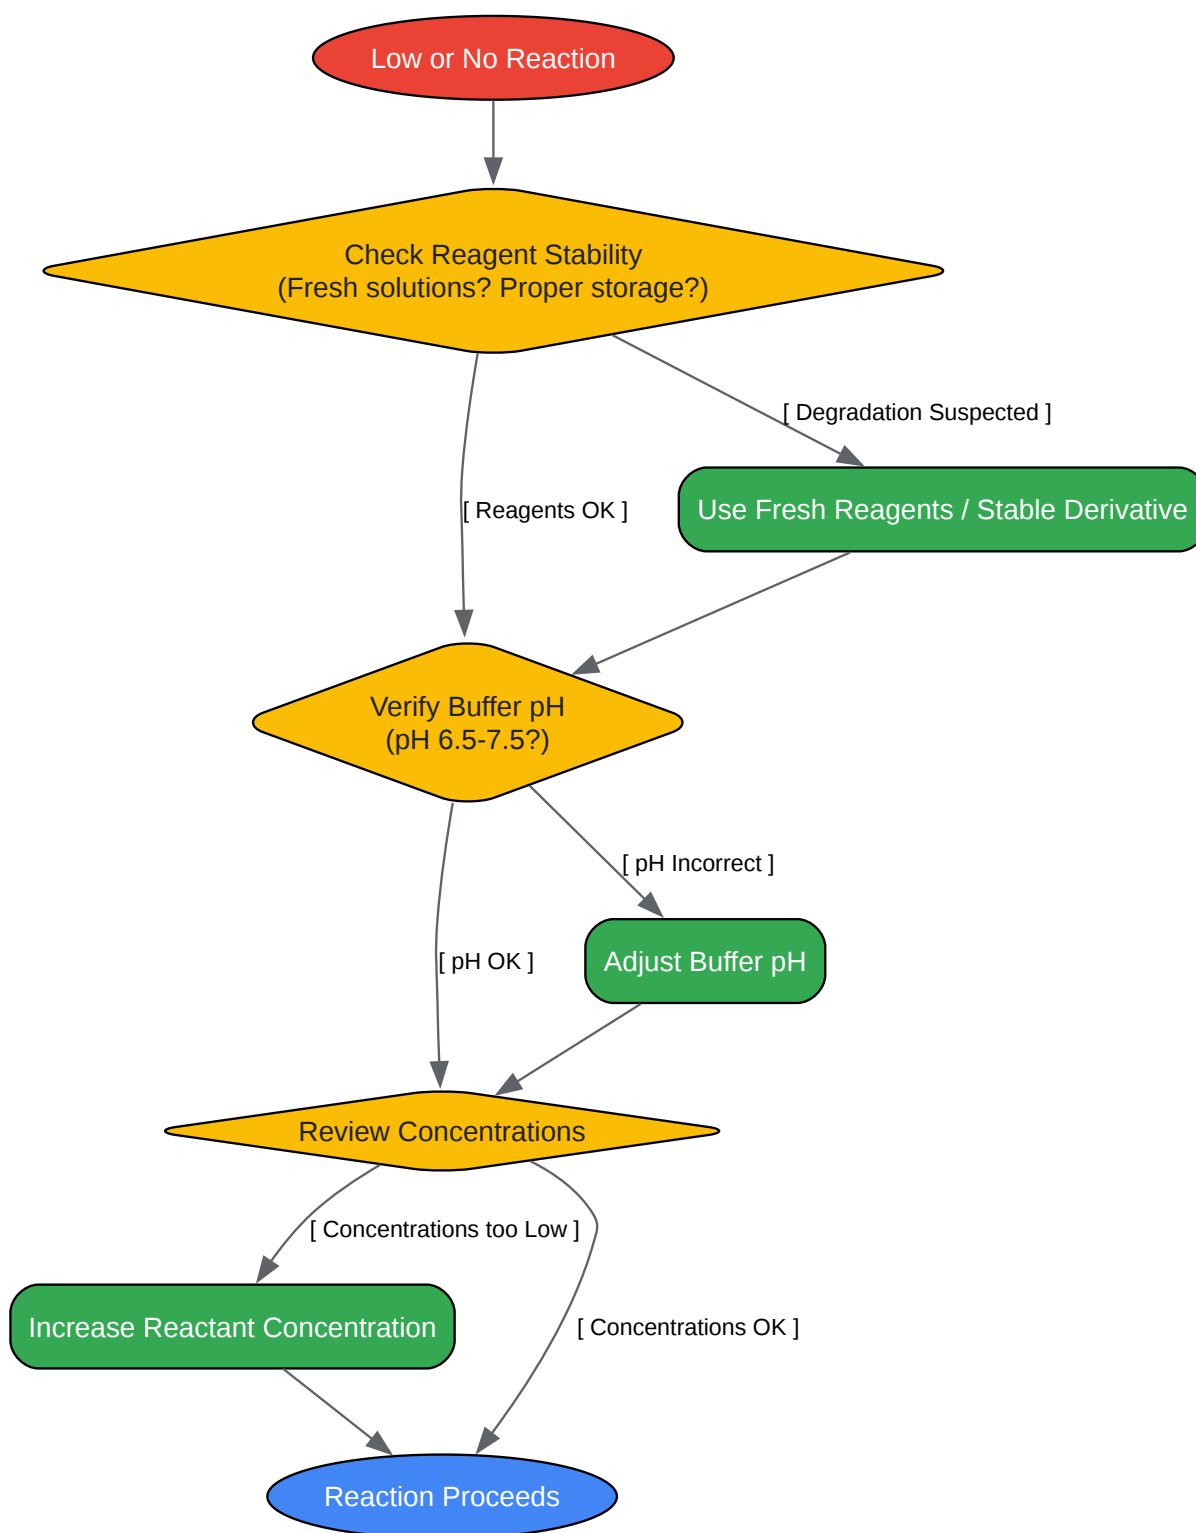 Low or No Reaction
Check Reagent Stability
(Fresh solutions? Proper storage?)
[ Degradation Suspected ]
[ Reagents OK ]
Use Fresh Reagents / Stable Derivative
Verify Buffer pH
(pH 6.5-7.5?)
[ pH Incorrect ]
[ pH OK ]
Adjust Buffer pH
Review Concentrations
[ Concentrations too Low ]
Increase Reactant Concentration
[ Concentrations OK ]
Reaction Proceeds